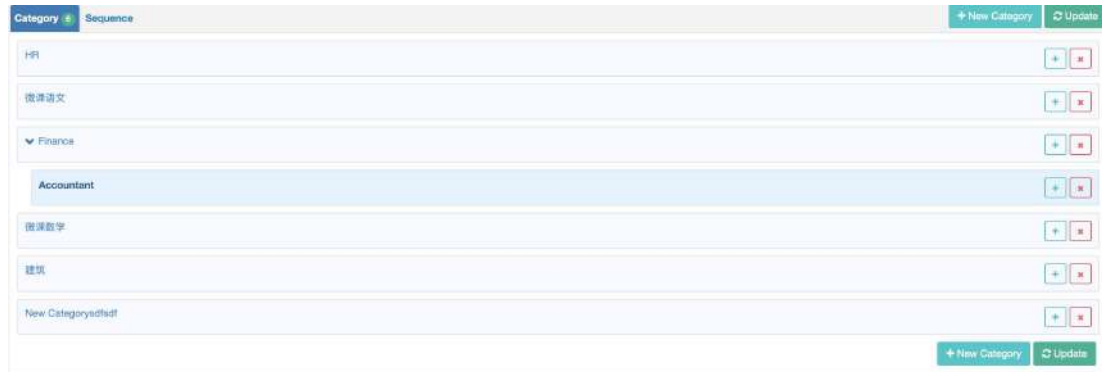 Category 6 Sequence + New Category Update
HR
微课语文
Finance
Accountant
微课数学
建筑
New Categorysdfsdf
+ New Category Update